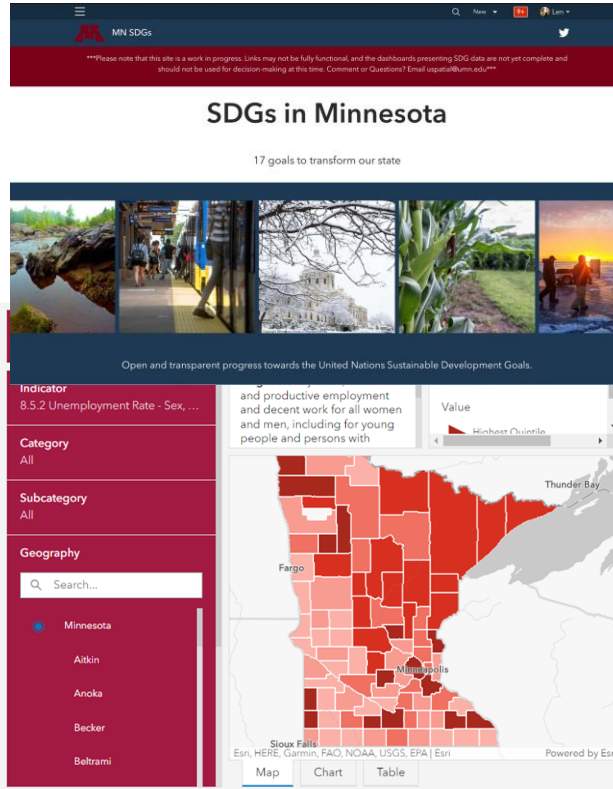 New
9+
Len
MN SDGs
***Please note that this site is a work in progress. Links may not be fully functional, and the dashboards presenting SDG data are not yet complete and
should not be used for decision-making at this time. Comment or Questions? Email uspatial@umn.edu***
SDGs in Minnesota
17 goals to transform our state
Open and transparent progress towards the United Nations Sustainable Development Goals.
Indicator
8.5.2 Unemployment Rate - Sex, ...
Category
All
Subcategory
All
Geography
Search...
Minnesota
Aitkin
Anoka
Becker
Beltrami
and productive employment
and decent work for all women
and men, including for young
people and persons with
Value
Highest Quintile
Thunder Bay
Fargo
Minneapolis
Sioux Falls
Esri, HERE, Garmin, FAO, NOAA, USGS, EPA | Esri
Powered by Esri
Map
Chart
Table